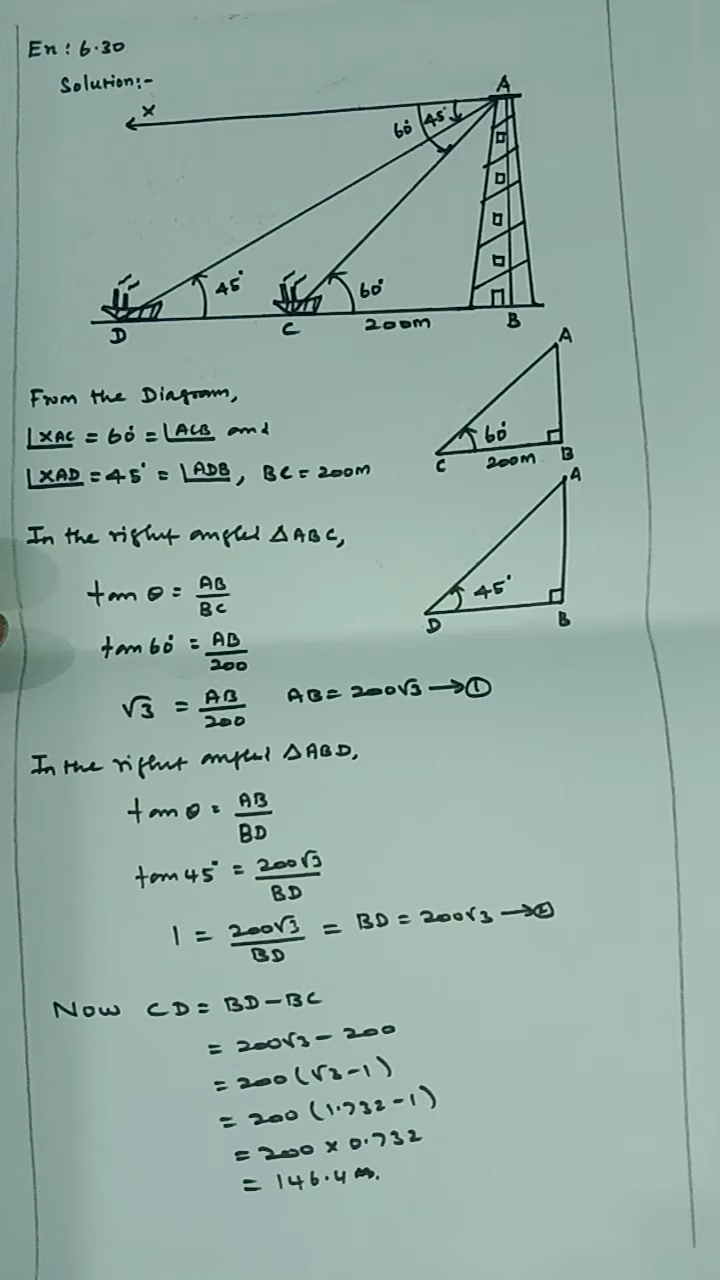 En : 6.30
Solution:-
X
A
60° 45°
45°
60°
D
C
200m
B
A
60°
C
200m
B
From the Diagram,
∠XAC = 60° = ∠ACB and
∠XAD = 45° = ∠ADB, BC = 200m
A
45°
D
B
In the right angled ΔABC,
tan θ = AB/BC
tan 60° = AB/200
√3 = AB/200 AB = 200√3 → ①
In the right angled ΔABD,
tan θ = AB/BD
tan 45° = 200√3/BD
1 = 200√3/BD = BD = 200√3 → ②
Now CD = BD - BC
= 200√3 - 200
= 200 (√3 - 1)
= 200 (1.732 - 1)
= 200 x 0.732
= 146.4 m.